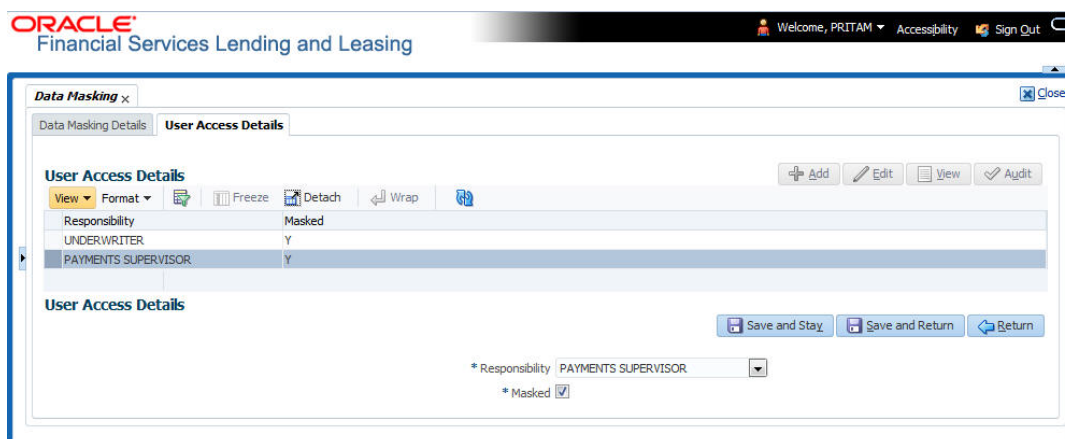 ORACLE
Financial Services Lending and Leasing
Welcome, PRITAM Accessibility Sign Out
Data Masking x
Close
Data Masking Details User Access Details
User Access Details
Add Edit View Audit
View Format Freeze Detach Wrap
Responsibility Masked
UNDERWRITER Y
PAYMENTS SUPERVISOR Y
User Access Details
Save and Stay Save and Return Return
* Responsibility PAYMENTS SUPERVISOR
* Masked